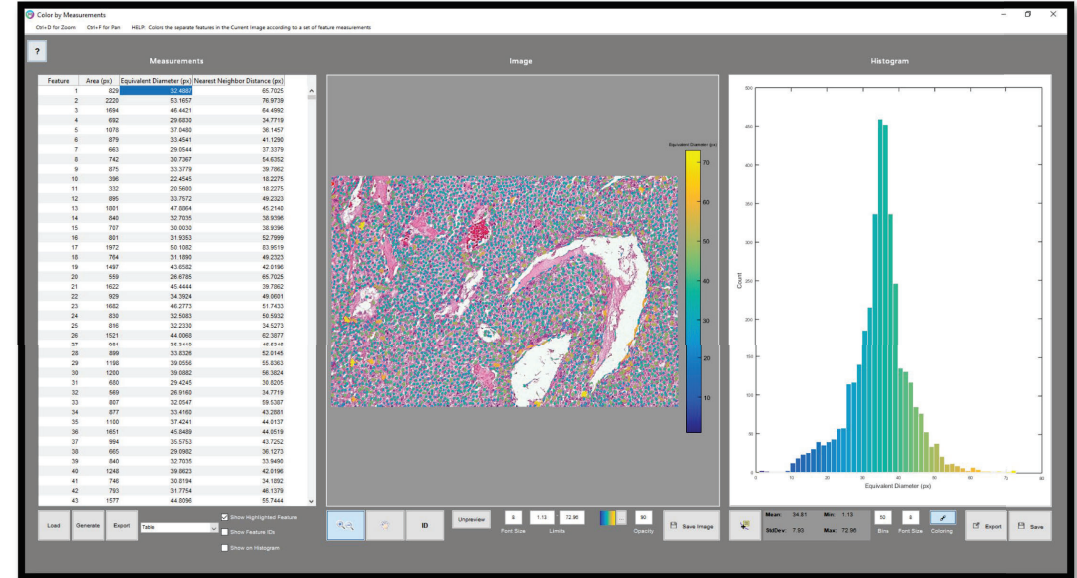 Color by Measurements
Ctrl+D for Zoom Ctrl+F for Pan HELP: Colors the separate features in the Current Image according to a set of feature measurements
?
Measurements
Feature Area (px) Equivalent Diameter (px) Nearest Neighbor Distance (px)
1 829 32.4887 65.7025
2 2220 53.1657 76.9739
3 1694 46.4421 64.4992
4 692 29.6830 34.7719
5 1078 37.0480 36.1457
6 879 33.4541 41.1290
7 663 29.0544 37.3379
8 742 30.7367 54.6352
9 875 33.3779 39.7862
10 396 22.4545 18.2275
11 332 20.5600 18.2275
12 895 33.7572 49.2323
13 1801 47.8864 45.2140
14 840 32.7035 38.9396
15 707 30.0030 38.9396
16 801 31.9353 52.7999
17 1972 50.1082 83.9519
18 764 31.1890 49.2323
19 1497 43.6582 42.0196
20 559 26.6785 65.7025
21 1622 45.4444 39.7862
22 929 34.3924 49.0601
23 1682 46.2773 51.7433
24 830 32.5083 50.5932
25 816 32.2330 34.5273
26 1521 44.0068 62.3877
28 899 33.8326 52.0145
29 1198 39.0556 55.8363
30 1200 39.0882 56.3824
31 680 29.4245 30.8205
32 569 26.9160 34.7719
33 807 32.0547 59.5387
34 877 33.4160 43.2881
35 1100 37.4241 44.0137
36 1651 45.8489 44.0519
37 994 35.5753 43.7252
38 665 29.0982 36.1273
39 840 32.7035 33.9490
40 1248 39.8623 42.0196
41 746 30.8194 34.1892
42 793 31.7754 46.1379
43 1577 44.8096 55.7444
Load Generate Export Table
Show Highlighted Feature
Show Feature IDs
Show on Histogram
Image
Equivalent Diameter (px)
70
60
50
40
30
20
10
ID Unpreview 8 1.13 - 72.96 ... 90 Save Image
Font Size Limits Opacity
Histogram
500
450
400
350
300
250
150
100
50
0
Count
0 10 20 30 40 50 60 70 80
Equivalent Diameter (px)
Mean: 34.81 Min: 1.13
StdDev: 7.93 Max: 72.96
50 8
Bins Font Size Coloring
Export Save